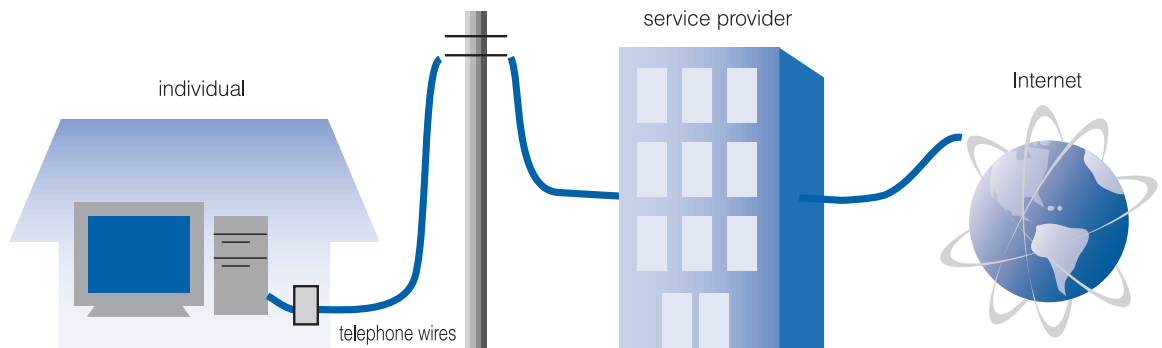 individual
telephone wires
service provider
Internet